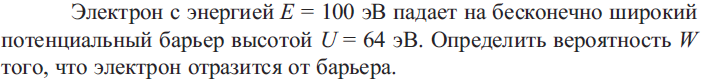 Электрон с энергией E = 100 эВ падает на бесконечно широкий
потенциальный барьер высотой U = 64 эВ. Определить вероятность W
того, что электрон отразится от барьера.